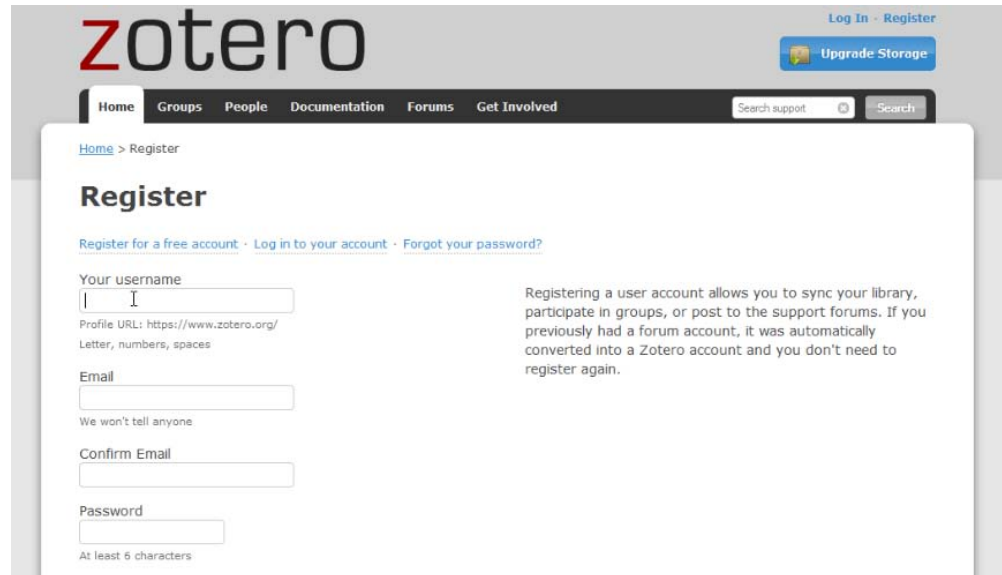 zotero
Log In · Register
Upgrade Storage
Home Groups People Documentation Forums Get Involved
Search support
Search
Home > Register
Register
Register for a free account · Log in to your account · Forgot your password?
Your username
Profile URL: https://www.zotero.org/
Letter, numbers, spaces
Email
We won't tell anyone
Confirm Email
Password
At least 6 characters
Registering a user account allows you to sync your library,
participate in groups, or post to the support forums. If you
previously had a forum account, it was automatically
converted into a Zotero account and you don't need to
register again.